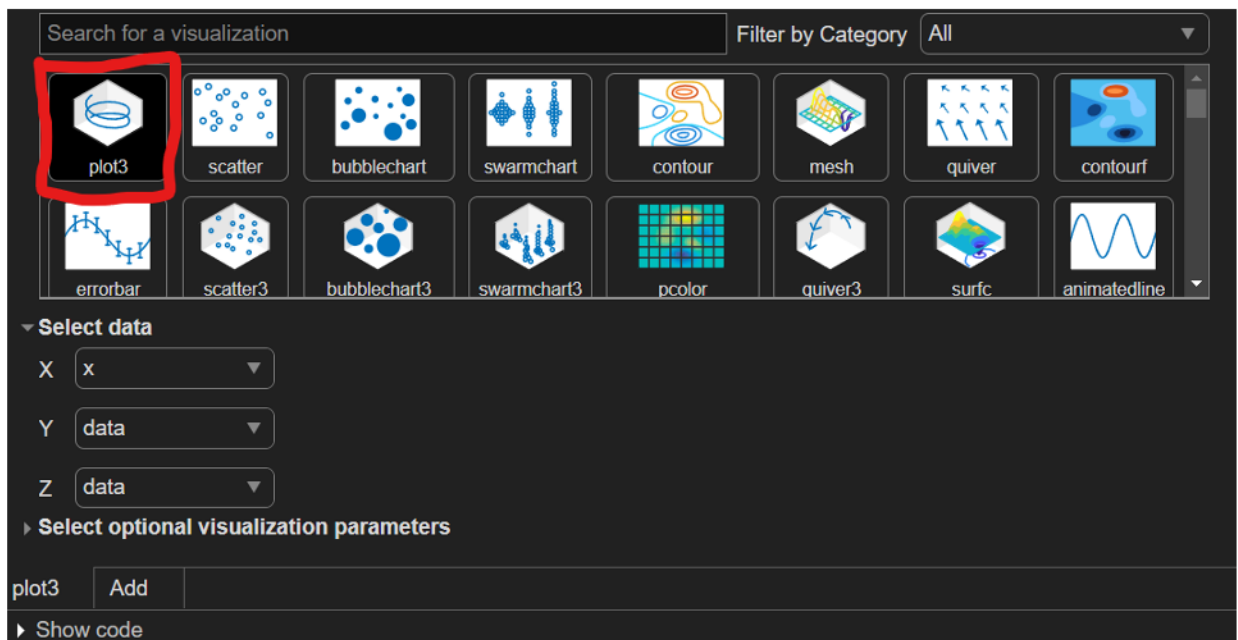 Search for a visualization Filter by Category All
plot3 scatter bubblechart swarmchart contour mesh quiver contourf
errorbar scatter3 bubblechart3 swarmchart3 pcolor quiver3 surfc animatedline
Select data
X x
Y data
Z data
Select optional visualization parameters
plot3 Add
Show code